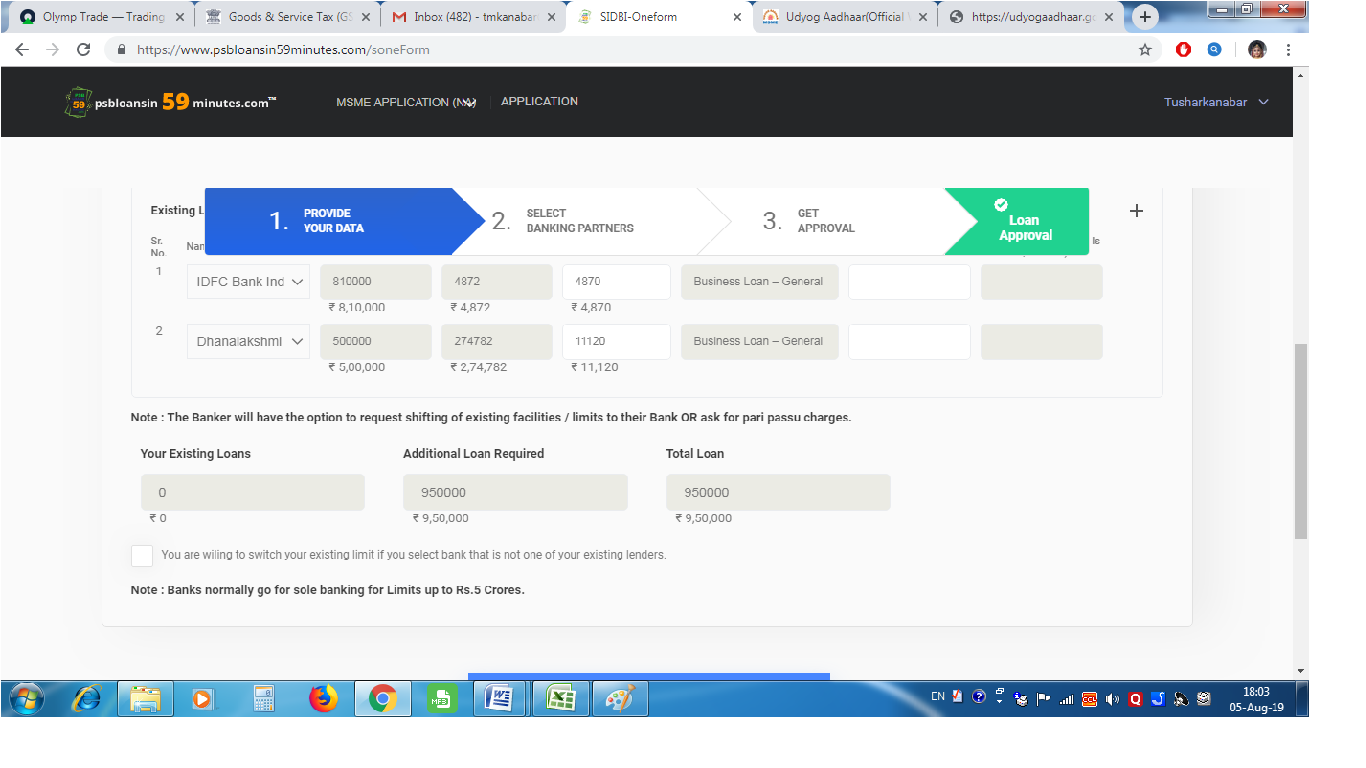 Olymp Trade — Trading
Goods & Service Tax (GS
Inbox (482) - tmkanabar
SIDBI-Oneform
Udyog Aadhaar(Official
https://udyogaadhaar.gc
https://www.psbloansin59minutes.com/soneForm
psbloansin 59 minutes.com™
MSME APPLICATION (NA)
APPLICATION
Tusharkanabar
Existing L
1. PROVIDE YOUR DATA
2. SELECT BANKING PARTNERS
3. GET APPROVAL
Loan Approval
Sr. No.
Nan
ls
1 IDFC Bank Ind 810000 4872 4870 Business Loan – General
₹ 8,10,000 ₹ 4,872 ₹ 4,870
2 Dhanalakshmi 500000 274782 11120 Business Loan – General
₹ 5,00,000 ₹ 2,74,782 ₹ 11,120
Note : The Banker will have the option to request shifting of existing facilities / limits to their Bank OR ask for pari passu charges.
Your Existing Loans Additional Loan Required Total Loan
0 950000 950000
₹ 0 ₹ 9,50,000 ₹ 9,50,000
You are wiling to switch your existing limit if you select bank that is not one of your existing lenders.
Note : Banks normally go for sole banking for Limits up to Rs.5 Crores.
EN
18:03
05-Aug-19